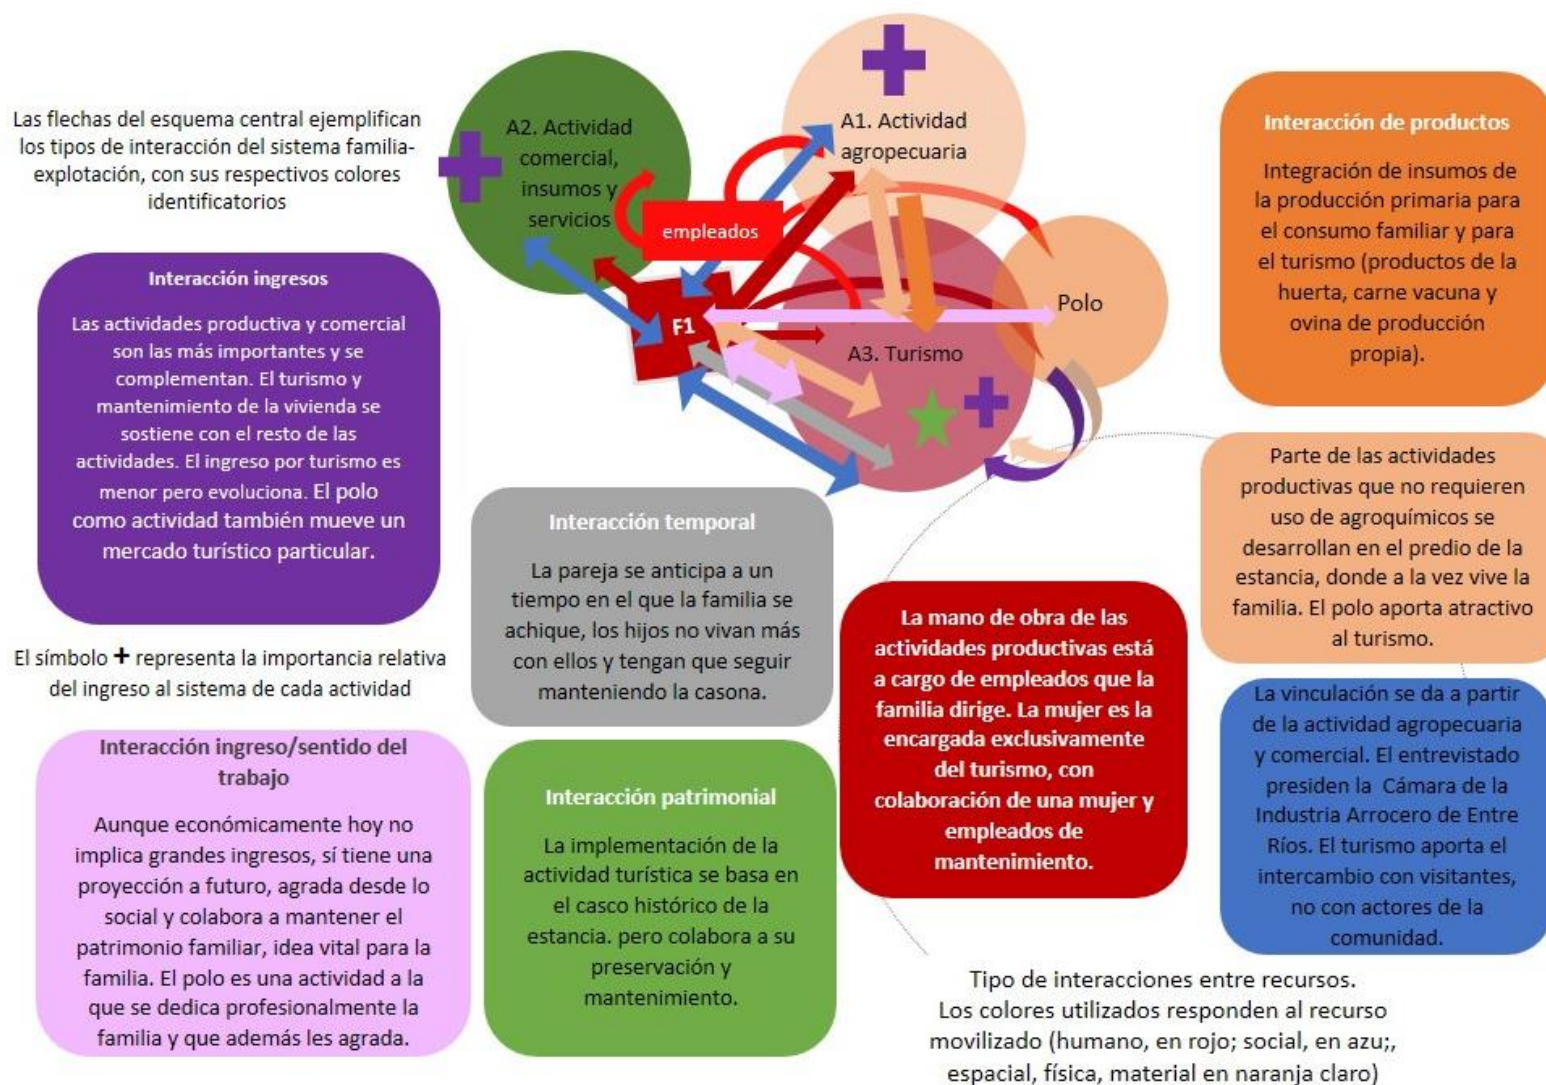 Las flechas del esquema central ejemplifican
los tipos de interacción del sistema familia-
explotación, con sus respectivos colores
identificatorios
A2. Actividad
comercial,
insumos y
servicios
A1. Actividad
agropecuaria
empleados
F1
Polo
A3. Turismo
Interacción de productos
Integración de insumos de
la producción primaria para
el consumo familiar y para
el turismo (productos de la
huerta, carne vacuna y
ovina de producción
propia).
Interacción ingresos
Las actividades productiva y comercial
son las más importantes y se
complementan. El turismo y
mantenimiento de la vivienda se
sostiene con el resto de las
actividades. El ingreso por turismo es
menor pero evoluciona. El polo
como actividad también mueve un
mercado turístico particular.
Interacción temporal
La pareja se anticipa a un
tiempo en el que la familia se
achique, los hijos no vivan más
con ellos y tengan que seguir
manteniendo la casona.
Parte de las actividades
productivas que no requieren
uso de agroquímicos se
desarrollan en el predio de la
estancia, donde a la vez vive la
familia. El polo aporta atractivo
al turismo.
La mano de obra de las
actividades productivas está
a cargo de empleados que la
familia dirige. La mujer es la
encargada exclusivamente
del turismo, con
colaboración de una mujer y
empleados de
mantenimiento.
El símbolo + representa la importancia relativa
del ingreso al sistema de cada actividad
La vinculación se da a partir
de la actividad agropecuaria
y comercial. El entrevistado
presiden la Cámara de la
Industria Arrocero de Entre
Ríos. El turismo aporta el
intercambio con visitantes,
no con actores de la
comunidad.
Interacción ingreso/sentido del
trabajo
Aunque económicamente hoy no
implica grandes ingresos, sí tiene una
proyección a futuro, agrada desde lo
social y colabora a mantener el
patrimonio familiar, idea vital para la
familia. El polo es una actividad a la
que se dedica profesionalmente la
familia y que además les agrada.
Interacción patrimonial
La implementación de la
actividad turística se basa en
el casco histórico de la
estancia. pero colabora a su
preservación y
mantenimiento.
Tipo de interacciones entre recursos.
Los colores utilizados responden al recurso
movilizado (humano, en rojo; social, en azu;,
espacial, física, material en naranja claro)